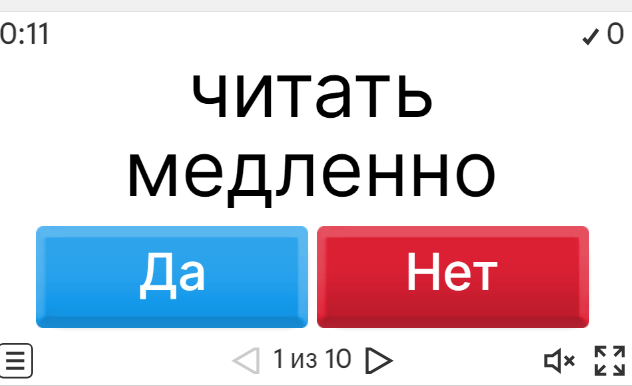 0:11
✓ 0
читать
медленно
Да
Нет
1 из 10